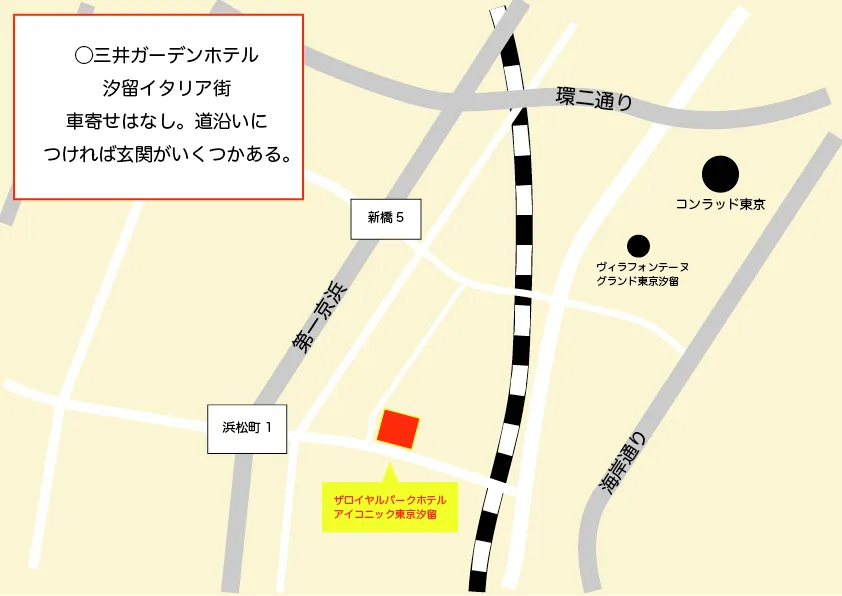 ○三井ガーデンホテル
汐留イタリア街
車寄せはなし。道沿いに
つければ玄関がいくつかある。
環二通り
コンラッド東京
新橋5
ヴィラフォンテーヌ
グランド東京汐留
第一京浜
浜松町1
海岸通り
ザロイヤルパークホテル
アイコニック東京汐留